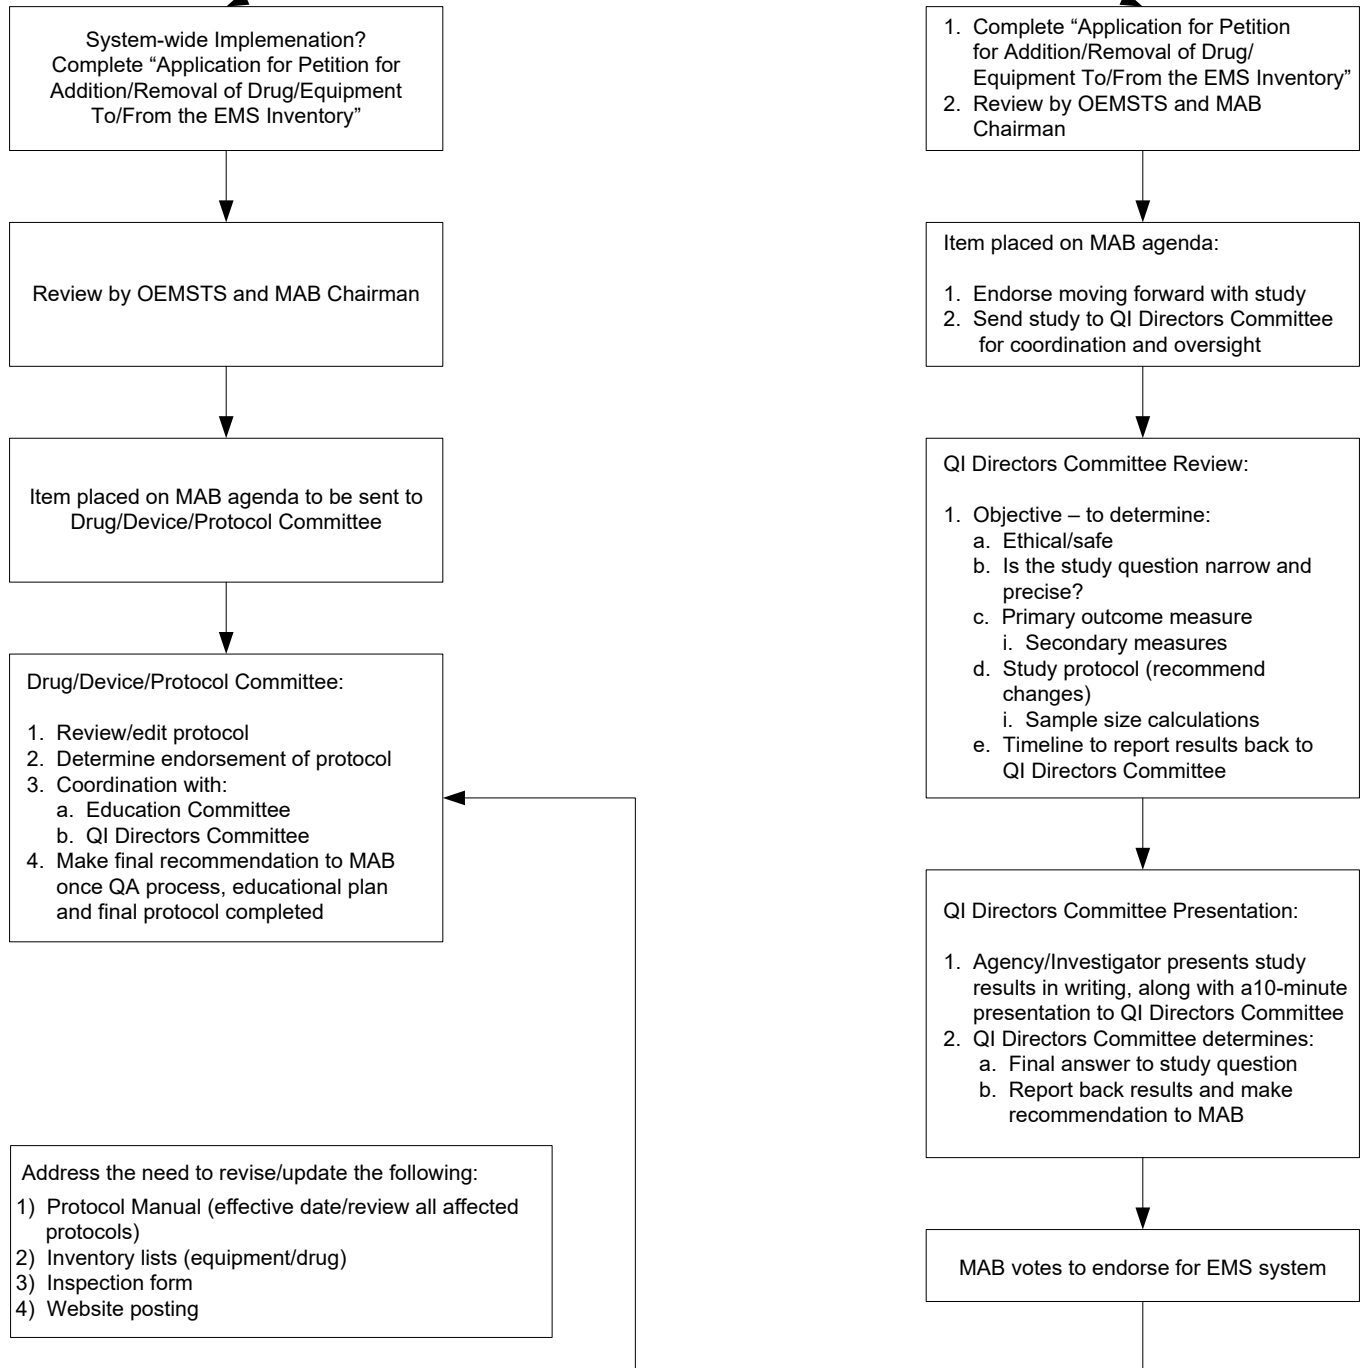 System-wide Implemenation?
Complete “Application for Petition for
Addition/Removal of Drug/Equipment
To/From the EMS Inventory”
Review by OEMSTS and MAB Chairman
Item placed on MAB agenda to be sent to
Drug/Device/Protocol Committee
Drug/Device/Protocol Committee:
1. Review/edit protocol
2. Determine endorsement of protocol
3. Coordination with:
a. Education Committee
b. QI Directors Committee
4. Make final recommendation to MAB
once QA process, educational plan
and final protocol completed
Address the need to revise/update the following:
1) Protocol Manual (effective date/review all affected
protocols)
2) Inventory lists (equipment/drug)
3) Inspection form
4) Website posting
1. Complete “Application for Petition
for Addition/Removal of Drug/
Equipment To/From the EMS Inventory”
2. Review by OEMSTS and MAB
Chairman
Item placed on MAB agenda:
1. Endorse moving forward with study
2. Send study to QI Directors Committee
for coordination and oversight
QI Directors Committee Review:
1. Objective – to determine:
a. Ethical/safe
b. Is the study question narrow and
precise?
c. Primary outcome measure
i. Secondary measures
d. Study protocol (recommend
changes)
i. Sample size calculations
e. Timeline to report results back to
QI Directors Committee
QI Directors Committee Presentation:
1. Agency/Investigator presents study
results in writing, along with a10-minute
presentation to QI Directors Committee
2. QI Directors Committee determines:
a. Final answer to study question
b. Report back results and make
recommendation to MAB
MAB votes to endorse for EMS system